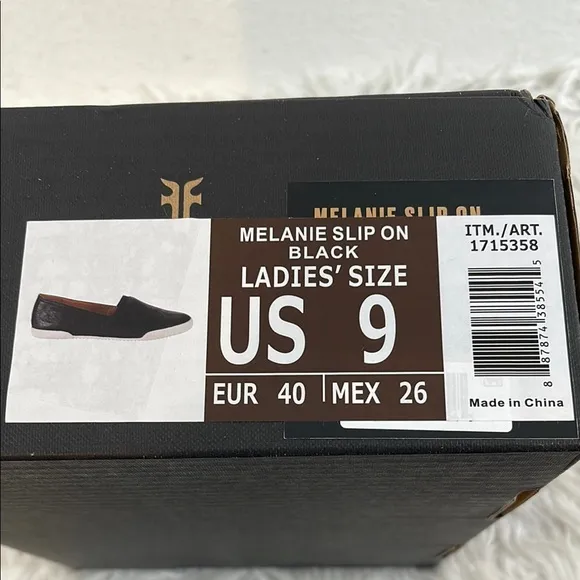 MELANIE SLIP ON
MELANIE SLIP ON
BLACK
LADIES' SIZE
US 9
EUR 40 | MEX 26
ITM./ART.
1715358
8 87874 38554 5
Made in China